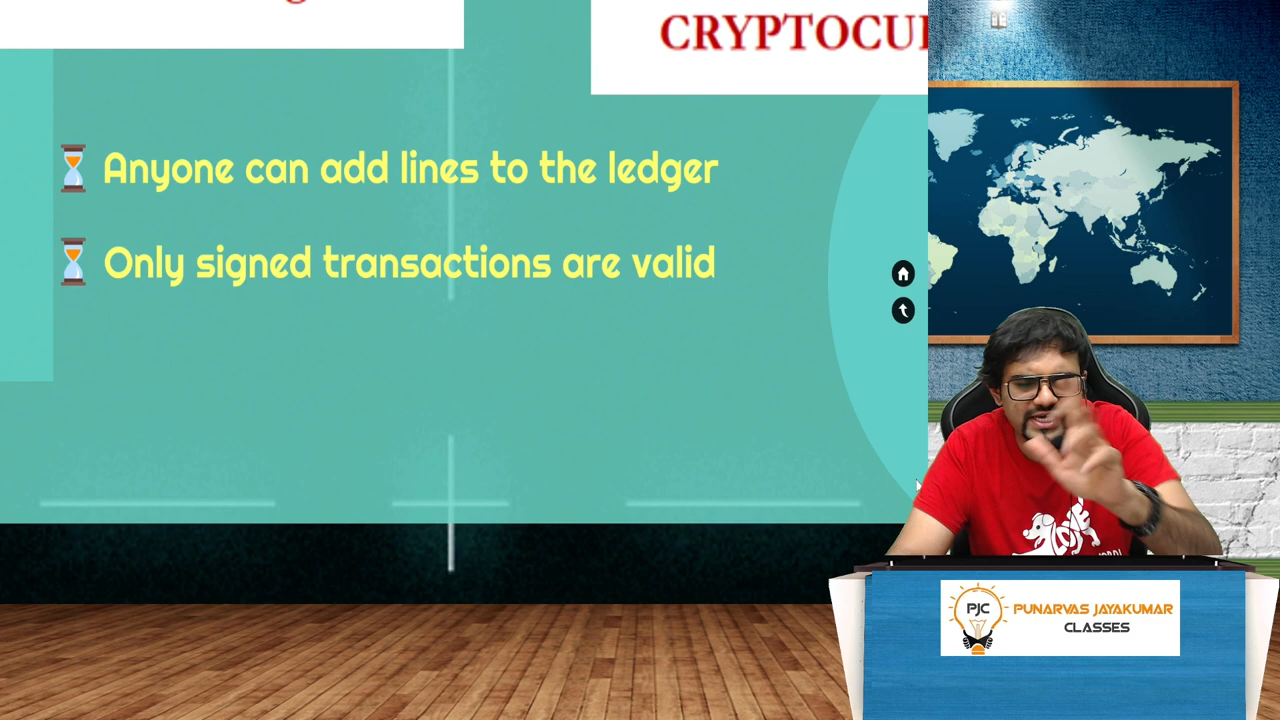 CRYPTOCU
Anyone can add lines to the ledger
Only signed transactions are valid
PJC
PUNARVAS JAYAKUMAR
CLASSES